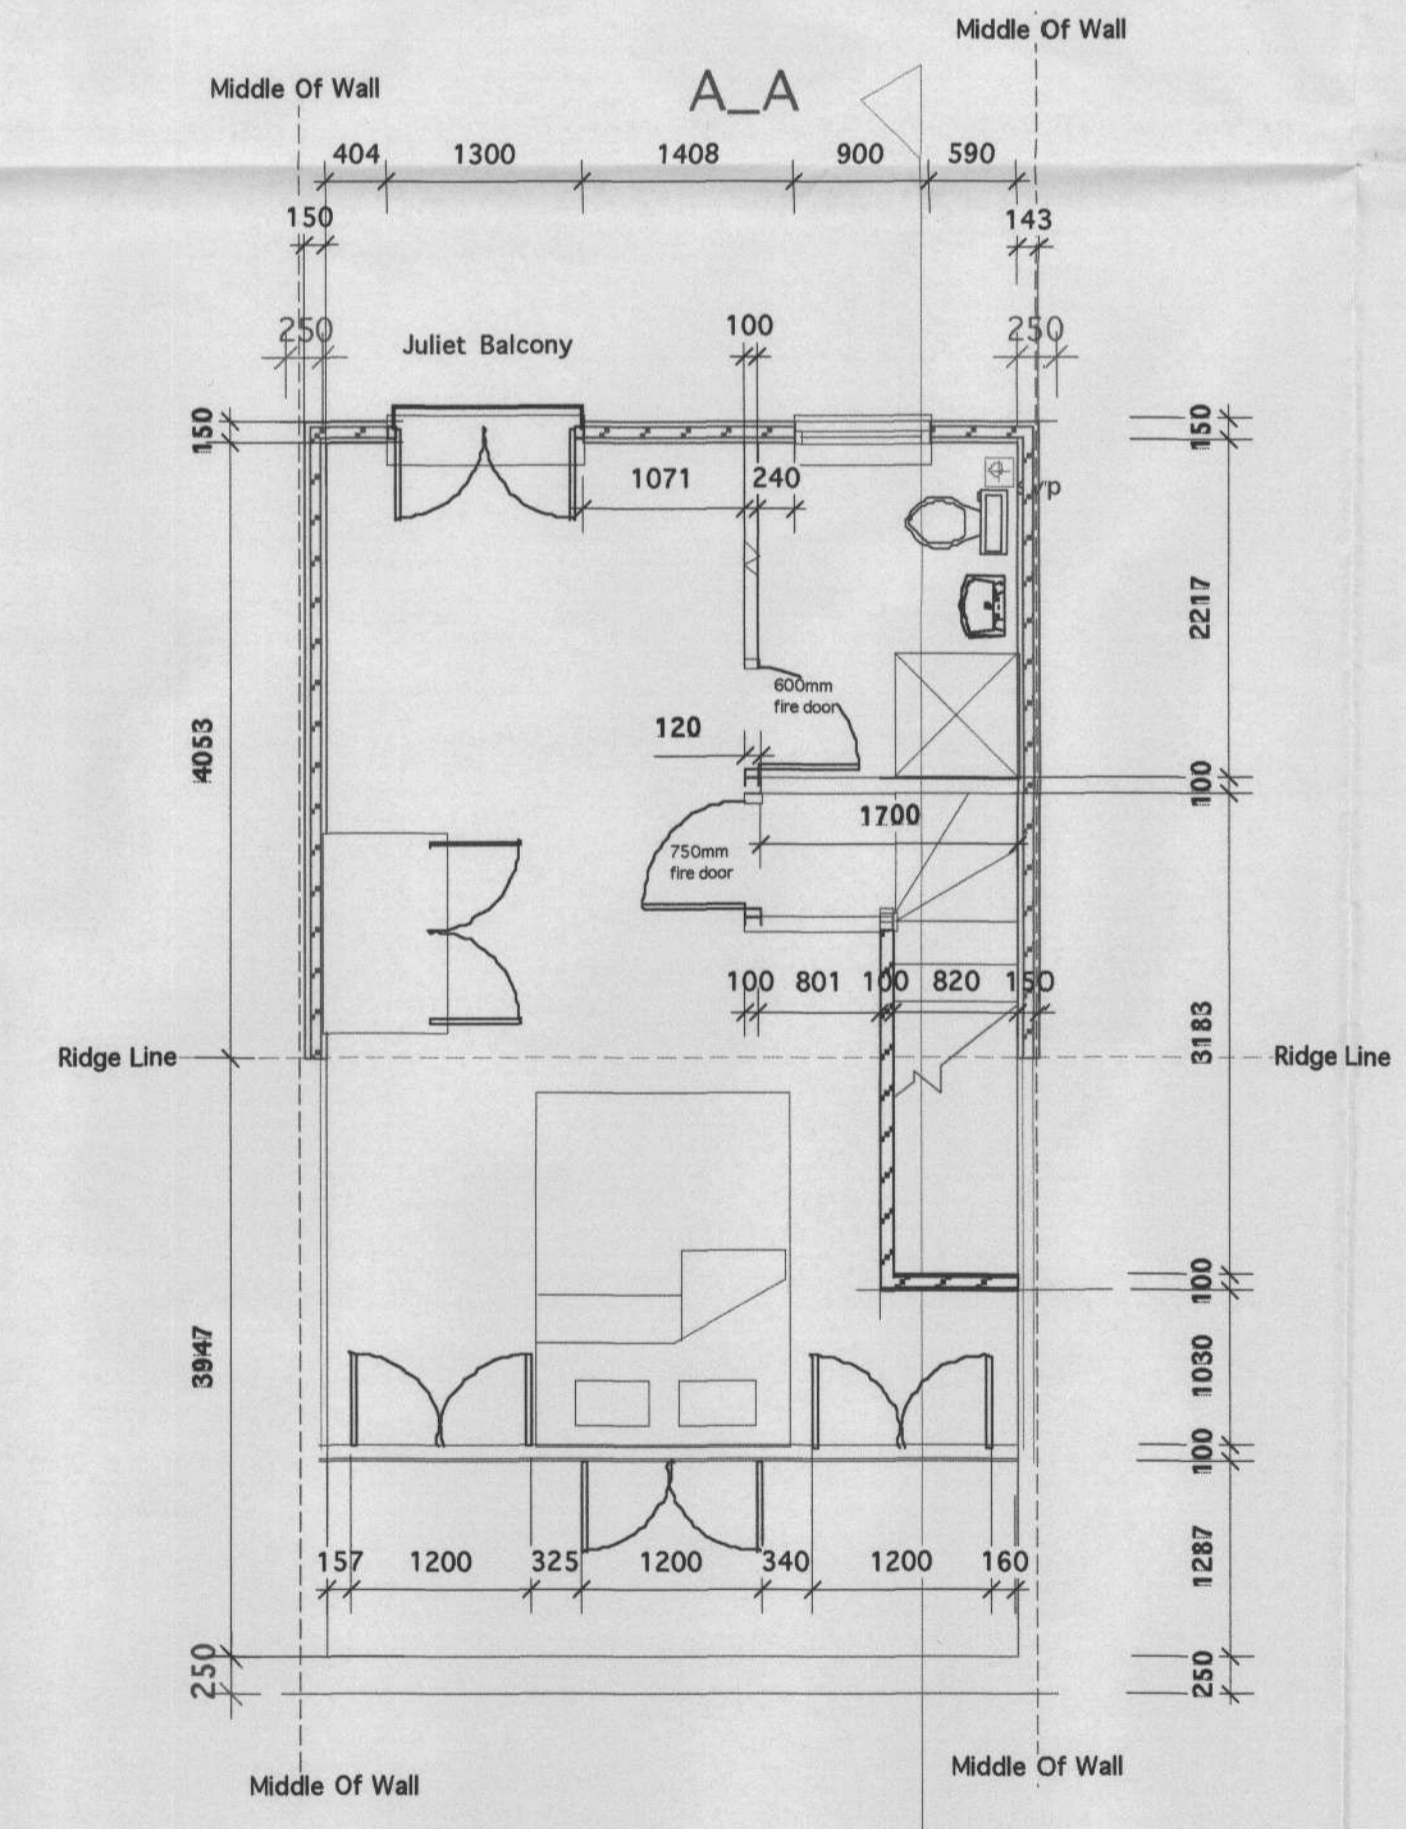 Middle Of Wall
Middle Of Wall
A_A
404 1300 1408 900 590
150 143
250 Juliet Balcony 100 250
150 150
1071 240
2217
600mm
fire door
120
4053
100
1700
750mm
fire door
100 801 100 820 150
3183
Ridge Line Ridge Line
100
3947 1030
100
157 1200 325 1200 340 1200 160
1287
250 250
Middle Of Wall
Middle Of Wall